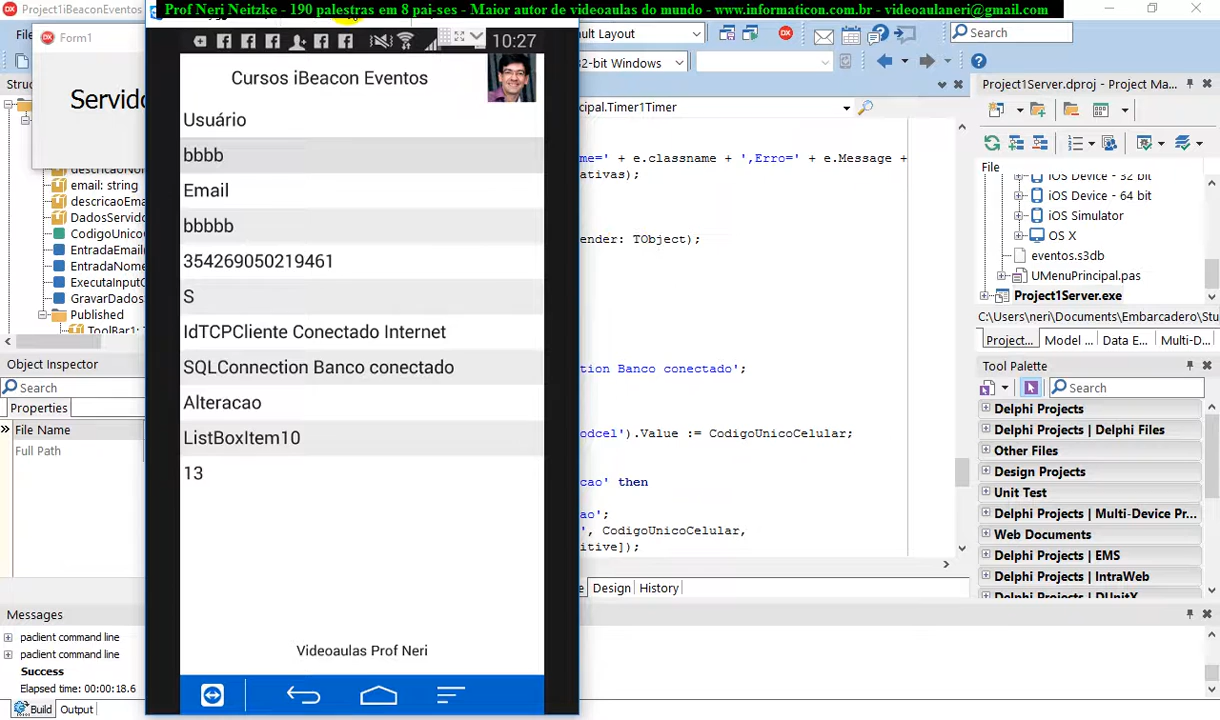 Prof Neri Neitzke - 190 palestras em 8 pai-ses - Maior autor de videoaulas do mundo - www.informaticon.com.br - videoaulaneri@gmail.com
Project1iBeaconEventos
Form1
Servido
10:27
Cursos iBeacon Eventos
Usuário
bbbb
Email
bbbbb
354269050219461
S
IdTCPCliente Conectado Internet
SQLConnection Banco conectado
Alteracao
ListBoxItem10
13
Videoaulas Prof Neri
email: string
descricaoEma
DadosServido
CodigoUnico
EntradaEmail
EntradaNome
ExecutaInputQ
GravarDados
Published
ToolBar1:
Object Inspector
Search
Properties
File Name
Full Path
Messages
paclient command line
paclient command line
Success
Elapsed time: 00:00:18.6
Build
Output
ult Layout
Search
32-bit Windows
cipal.Timer1Timer
me=' + e.classname + ',Erro=' + e.Message +
ativas);
ender: TObject);
tion Banco conectado';
odcel').Value := CodigoUnicoCelular;
cao' then
ao';
', CodigoUnicoCelular,
itive]);
Design
History
Project1Server.dproj - Project Ma...
File
iOS Device - 32 bit
iOS Device - 64 bit
iOS Simulator
OS X
eventos.s3db
UMenuPrincipal.pas
Project1Server.exe
C:\Users\neri\Documents\Embarcadero\Stu
Project...
Model ...
Data E...
Multi-D...
Tool Palette
Search
Delphi Projects
Delphi Projects | Delphi Files
Other Files
Design Projects
Unit Test
Delphi Projects | Multi-Device Pr...
Web Documents
Delphi Projects | EMS
Delphi Projects | IntraWeb
Delphi Projects | DUnitX